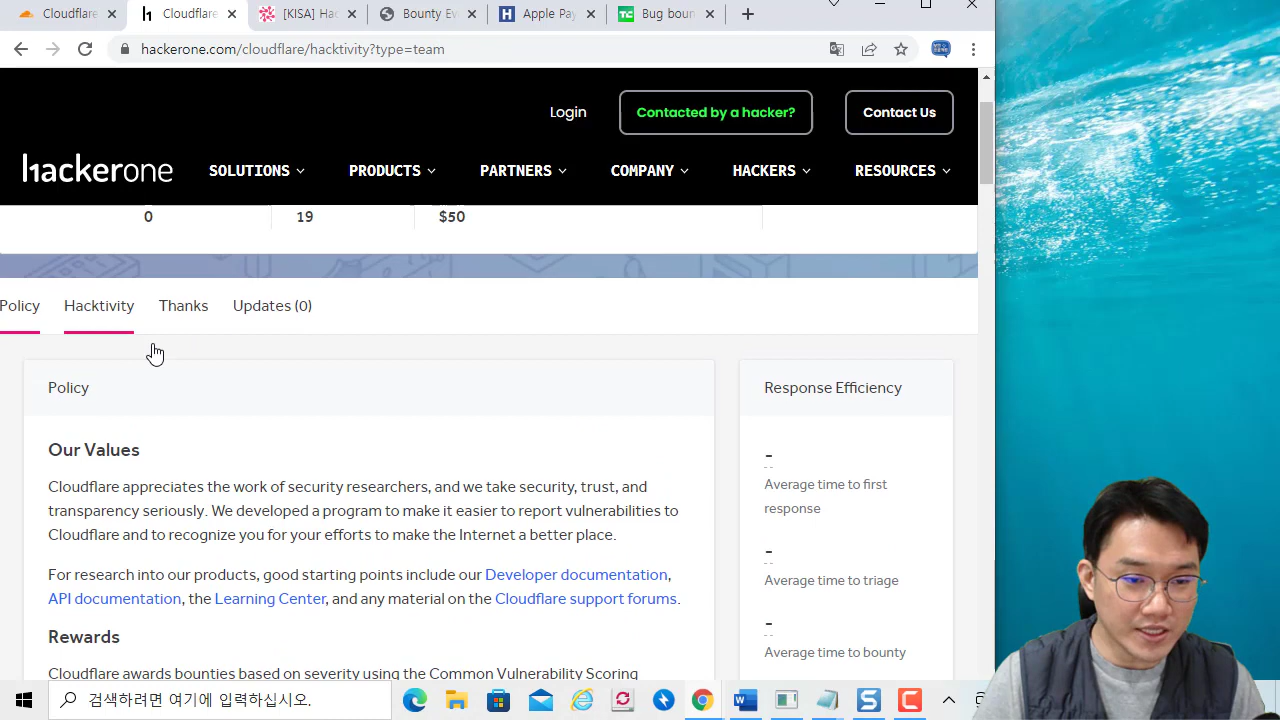 Cloudflare
Cloudflare
[KISA] Hac
Bounty Ev
Apple Pay
Bug boun
hackerone.com/cloudflare/hacktivity?type=team
Login
Contacted by a hacker?
Contact Us
hackerone
SOLUTIONS
PRODUCTS
PARTNERS
COMPANY
HACKERS
RESOURCES
0
19
$50
Policy
Hacktivity
Thanks
Updates (0)
Policy
Our Values
Cloudflare appreciates the work of security researchers, and we take security, trust, and
transparency seriously. We developed a program to make it easier to report vulnerabilities to
Cloudflare and to recognize you for your efforts to make the Internet a better place.
For research into our products, good starting points include our Developer documentation,
API documentation, the Learning Center, and any material on the Cloudflare support forums.
Rewards
Cloudflare awards bounties based on severity using the Common Vulnerability Scoring
Response Efficiency
-
Average time to first
response
-
Average time to triage
-
Average time to bounty
검색하려면 여기에 입력하십시오.